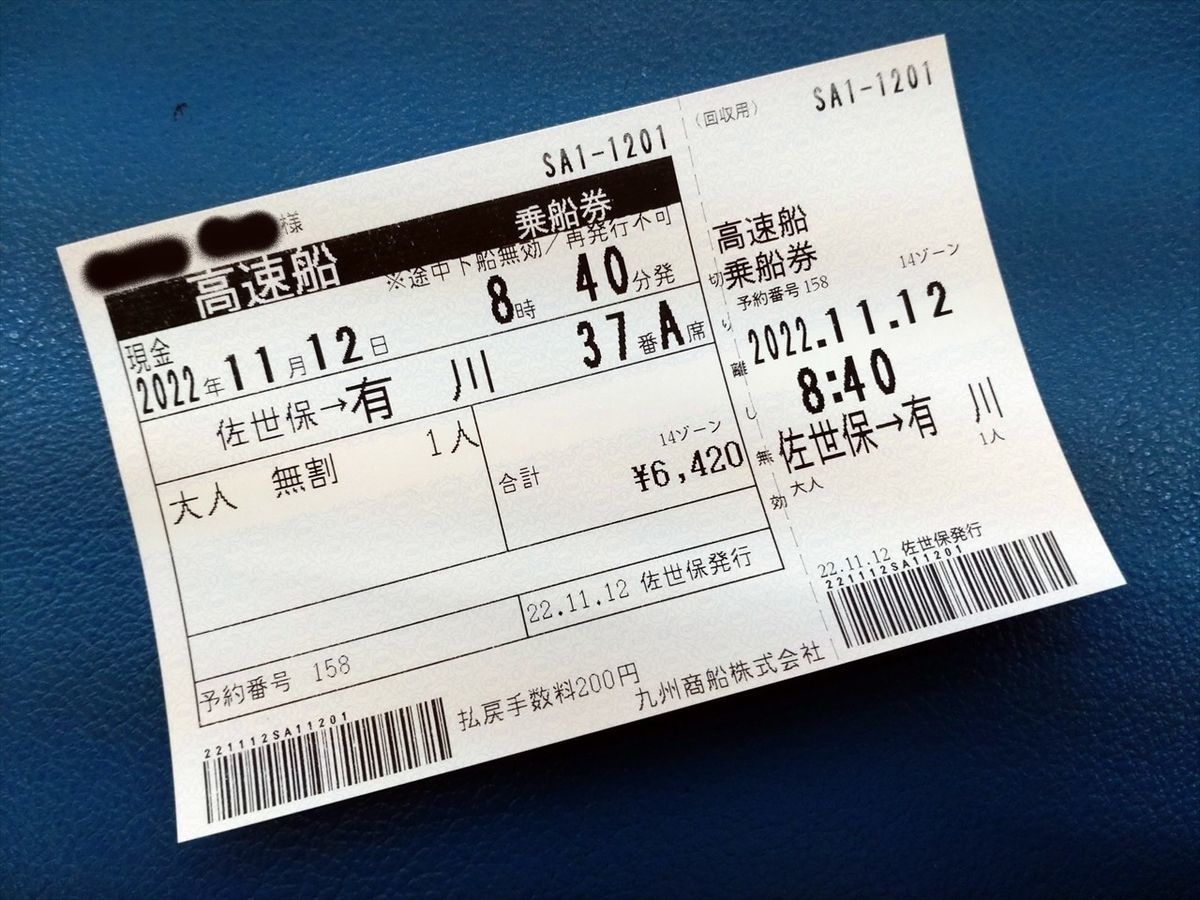 SA1-1201
様
高速船 乗船券
※途中下船無効/再発行不可
現金
2022年11月12日 8時40分発
佐世保→有川 37番A席
大人 無割 1人
14ゾーン
合計 ¥6,420
22.11.12 佐世保発行
予約番号 158
221112SA11201
払戻手数料200円
九州商船株式会社
切り離し無効
(回収用)
SA1-1201
高速船
乗船券
14ゾーン
予約番号158
2022.11.12
8:40
佐世保→有川
大人 1人
22.11.12 佐世保発行
221112SA11201